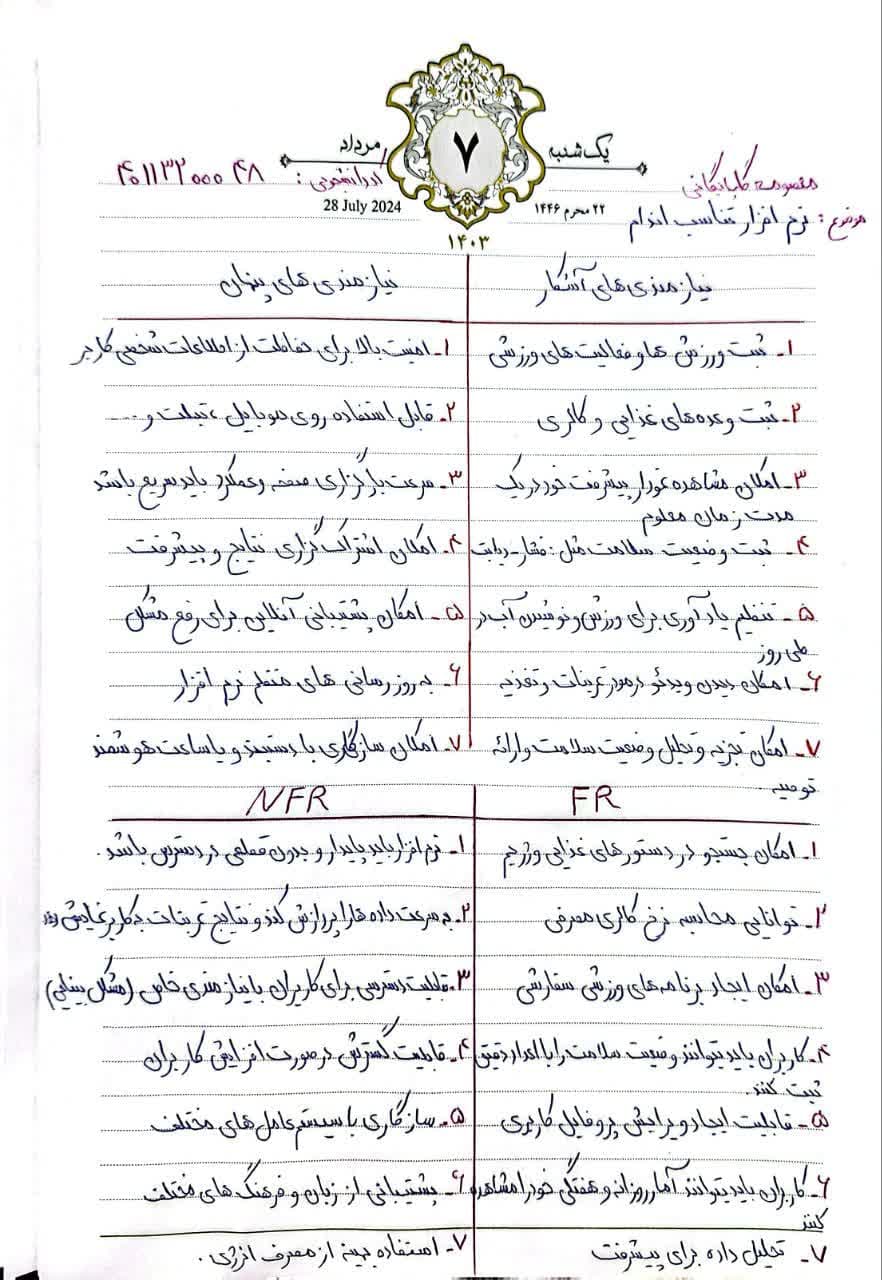 یکشنبه ۷ مرداد
معصومه گلپایگانی
کد دانشجویی: ۴۰۱۱۳۲۰۰۰۴۸
۲۲ محرم ۱۴۴۶
28 July 2024
موضوع: نرم افزار تناسب اندام
۱۴۰۳
نیازمندی های آشکار
۱- ثبت ورزش ها و فعالیت های ورزشی
۲- ثبت وعده های غذایی و کالری
۳- امکان مشاهده نمودار پیشرفت خود در یک
مدت زمان معلوم
۴- ثبت وضعیت سلامت مثل: فشار-دیابت
۵- تنظیم یادآوری برای ورزش و نوشیدن آب در
طی روز
۶- امکان دیدن ویدئو درمورد تمرینات و تغذیه
۷- امکان تجزیه و تحلیل وضعیت سلامت و ارائه
توصیه.
نیازمندی های پنهان
۱- امنیت بالا برای حفاظت از اطلاعات شخصی کاربر
۲- قابل استفاده روی موبایل، تبلت و ....
۳- سرعت بارگزاری صفحه و عملکرد باید سریع باشد
۴- امکان اشتراک گزاری نتایج و پیشرفت
۵- امکان پشتیبانی آنلاین برای رفع مشکل
۶- به روز رسانی های منظم نرم افزار
۷- امکان سازگاری با دستبند و یا ساعت هوشمند
FR
۱- امکان جستجو در دستور های غذایی و رژیم
۲- توانایی محاسبه نرخ کالری مصرفی
۳- امکان ایجاد برنامه های ورزشی سفارشی
۴- کاربران باید بتوانند وضعیت سلامت را با اعداد دقیق
ثبت کنند.
۵- قابلیت ایجاد ویرایش پروفایل کاربری
۶- کاربران باید بتوانند آمار روزانه و هفتگی خود را مشاهده
کنند
۷- تحلیل داده برای پیشرفت
NFR
۱- نرم افزار باید پایدار و بدون قطعی در دسترس باشد.
۲- به سرعت داده ها را پردازش کند و نتایج تمرینات به کاربر نمایش دهد
۳- قابلیت دسترسی برای کاربران با نیازمندی خاص (مشکل بینایی)
۴- قابلیت گسترش در صورت افزایش کاربران
۵- سازگاری با سیستم عامل های مختلف
۶- پشتیبانی از زبان و فرهنگ های مختلف
۷- استفاده بهینه از مصرف انرژی.